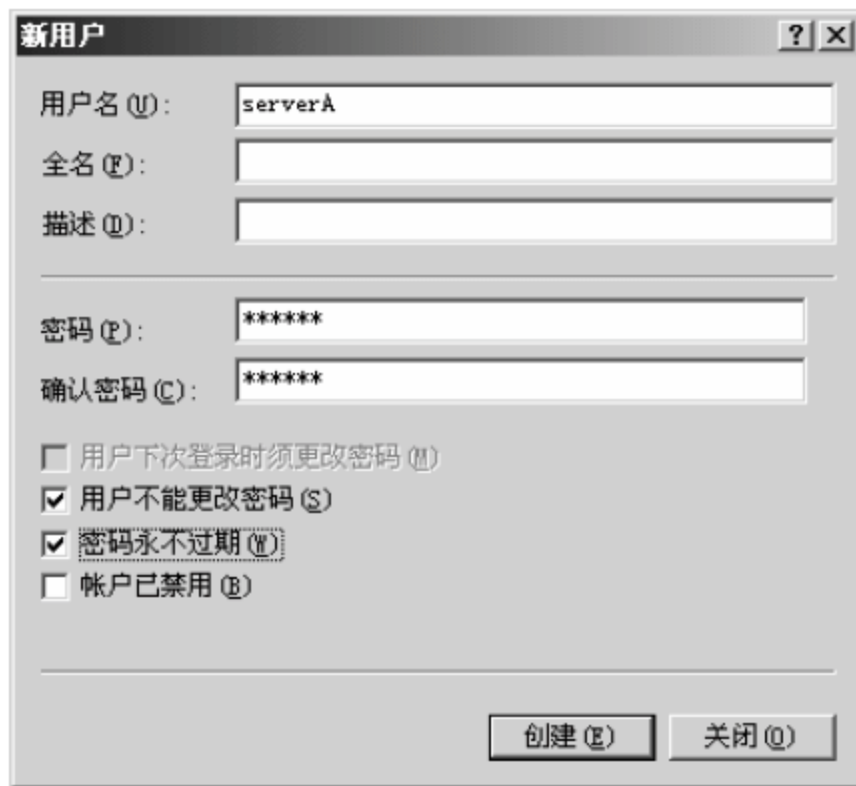 新用户
用户名(U): serverA
全名(F):
描述(D):
密码(P): ******
确认密码(C): ******
用户下次登录时须更改密码(M)
用户不能更改密码(S)
密码永不过期(W)
帐户已禁用(B)
创建(E) 关闭(O)